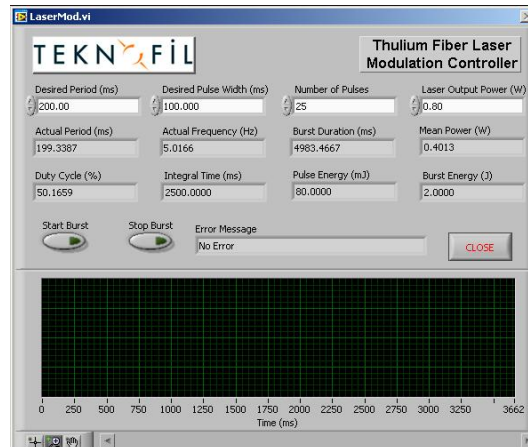 LaserMod.vi
TEKNOFİL
Thulium Fiber Laser
Modulation Controller
Desired Period (ms) Desired Pulse Width (ms) Number of Pulses Laser Output Power (W)
200.00 100.000 25 0.80
Actual Period (ms) Actual Frequency (Hz) Burst Duration (ms) Mean Power (W)
199.3387 5.0166 4983.4667 0.4013
Duty Cycle (%) Integral Time (ms) Pulse Energy (mJ) Burst Energy (J)
50.1659 2500.0000 80.0000 2.0000
Start Burst Stop Burst Error Message
No Error CLOSE
0 250 500 750 1000 1250 1500 1750 2000 2250 2500 2750 3000 3250 3662
Time (ms)